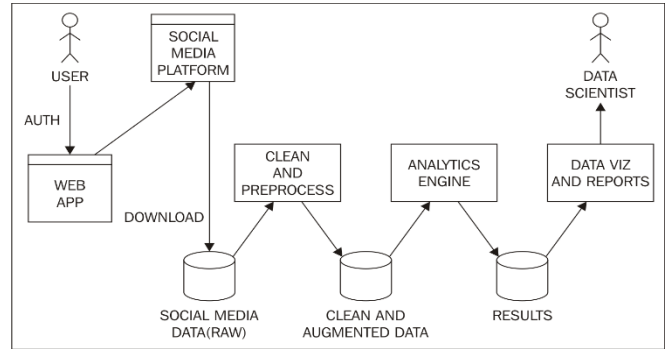 USER
AUTH
WEB
APP
SOCIAL
MEDIA
PLATFORM
DOWNLOAD
SOCIAL MEDIA
DATA(RAW)
CLEAN
AND
PREPROCESS
CLEAN AND
AUGMENTED DATA
ANALYTICS
ENGINE
RESULTS
DATA VIZ
AND REPORTS
DATA
SCIENTIST